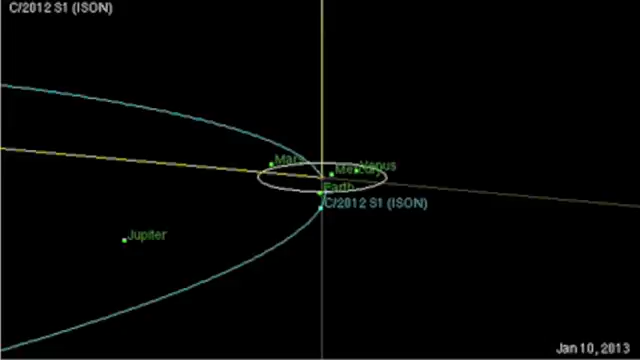 C/2012 S1 (ISON)
Mars
Mercury
Venus
Earth
C/2012 S1 (ISON)
Jupiter
Jan 10, 2013